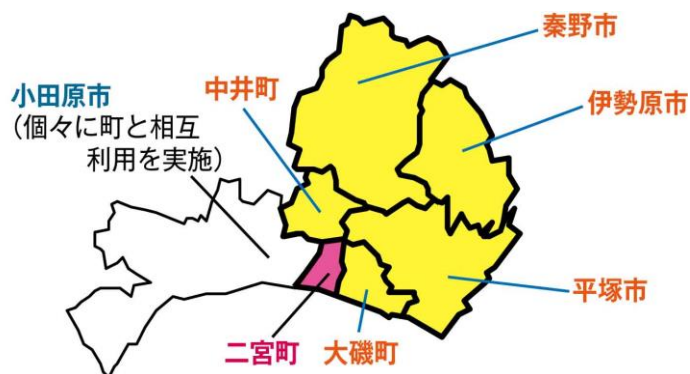 秦野市
中井町
小田原市
(個々に町と相互
利用を実施)
伊勢原市
平塚市
二宮町
大磯町